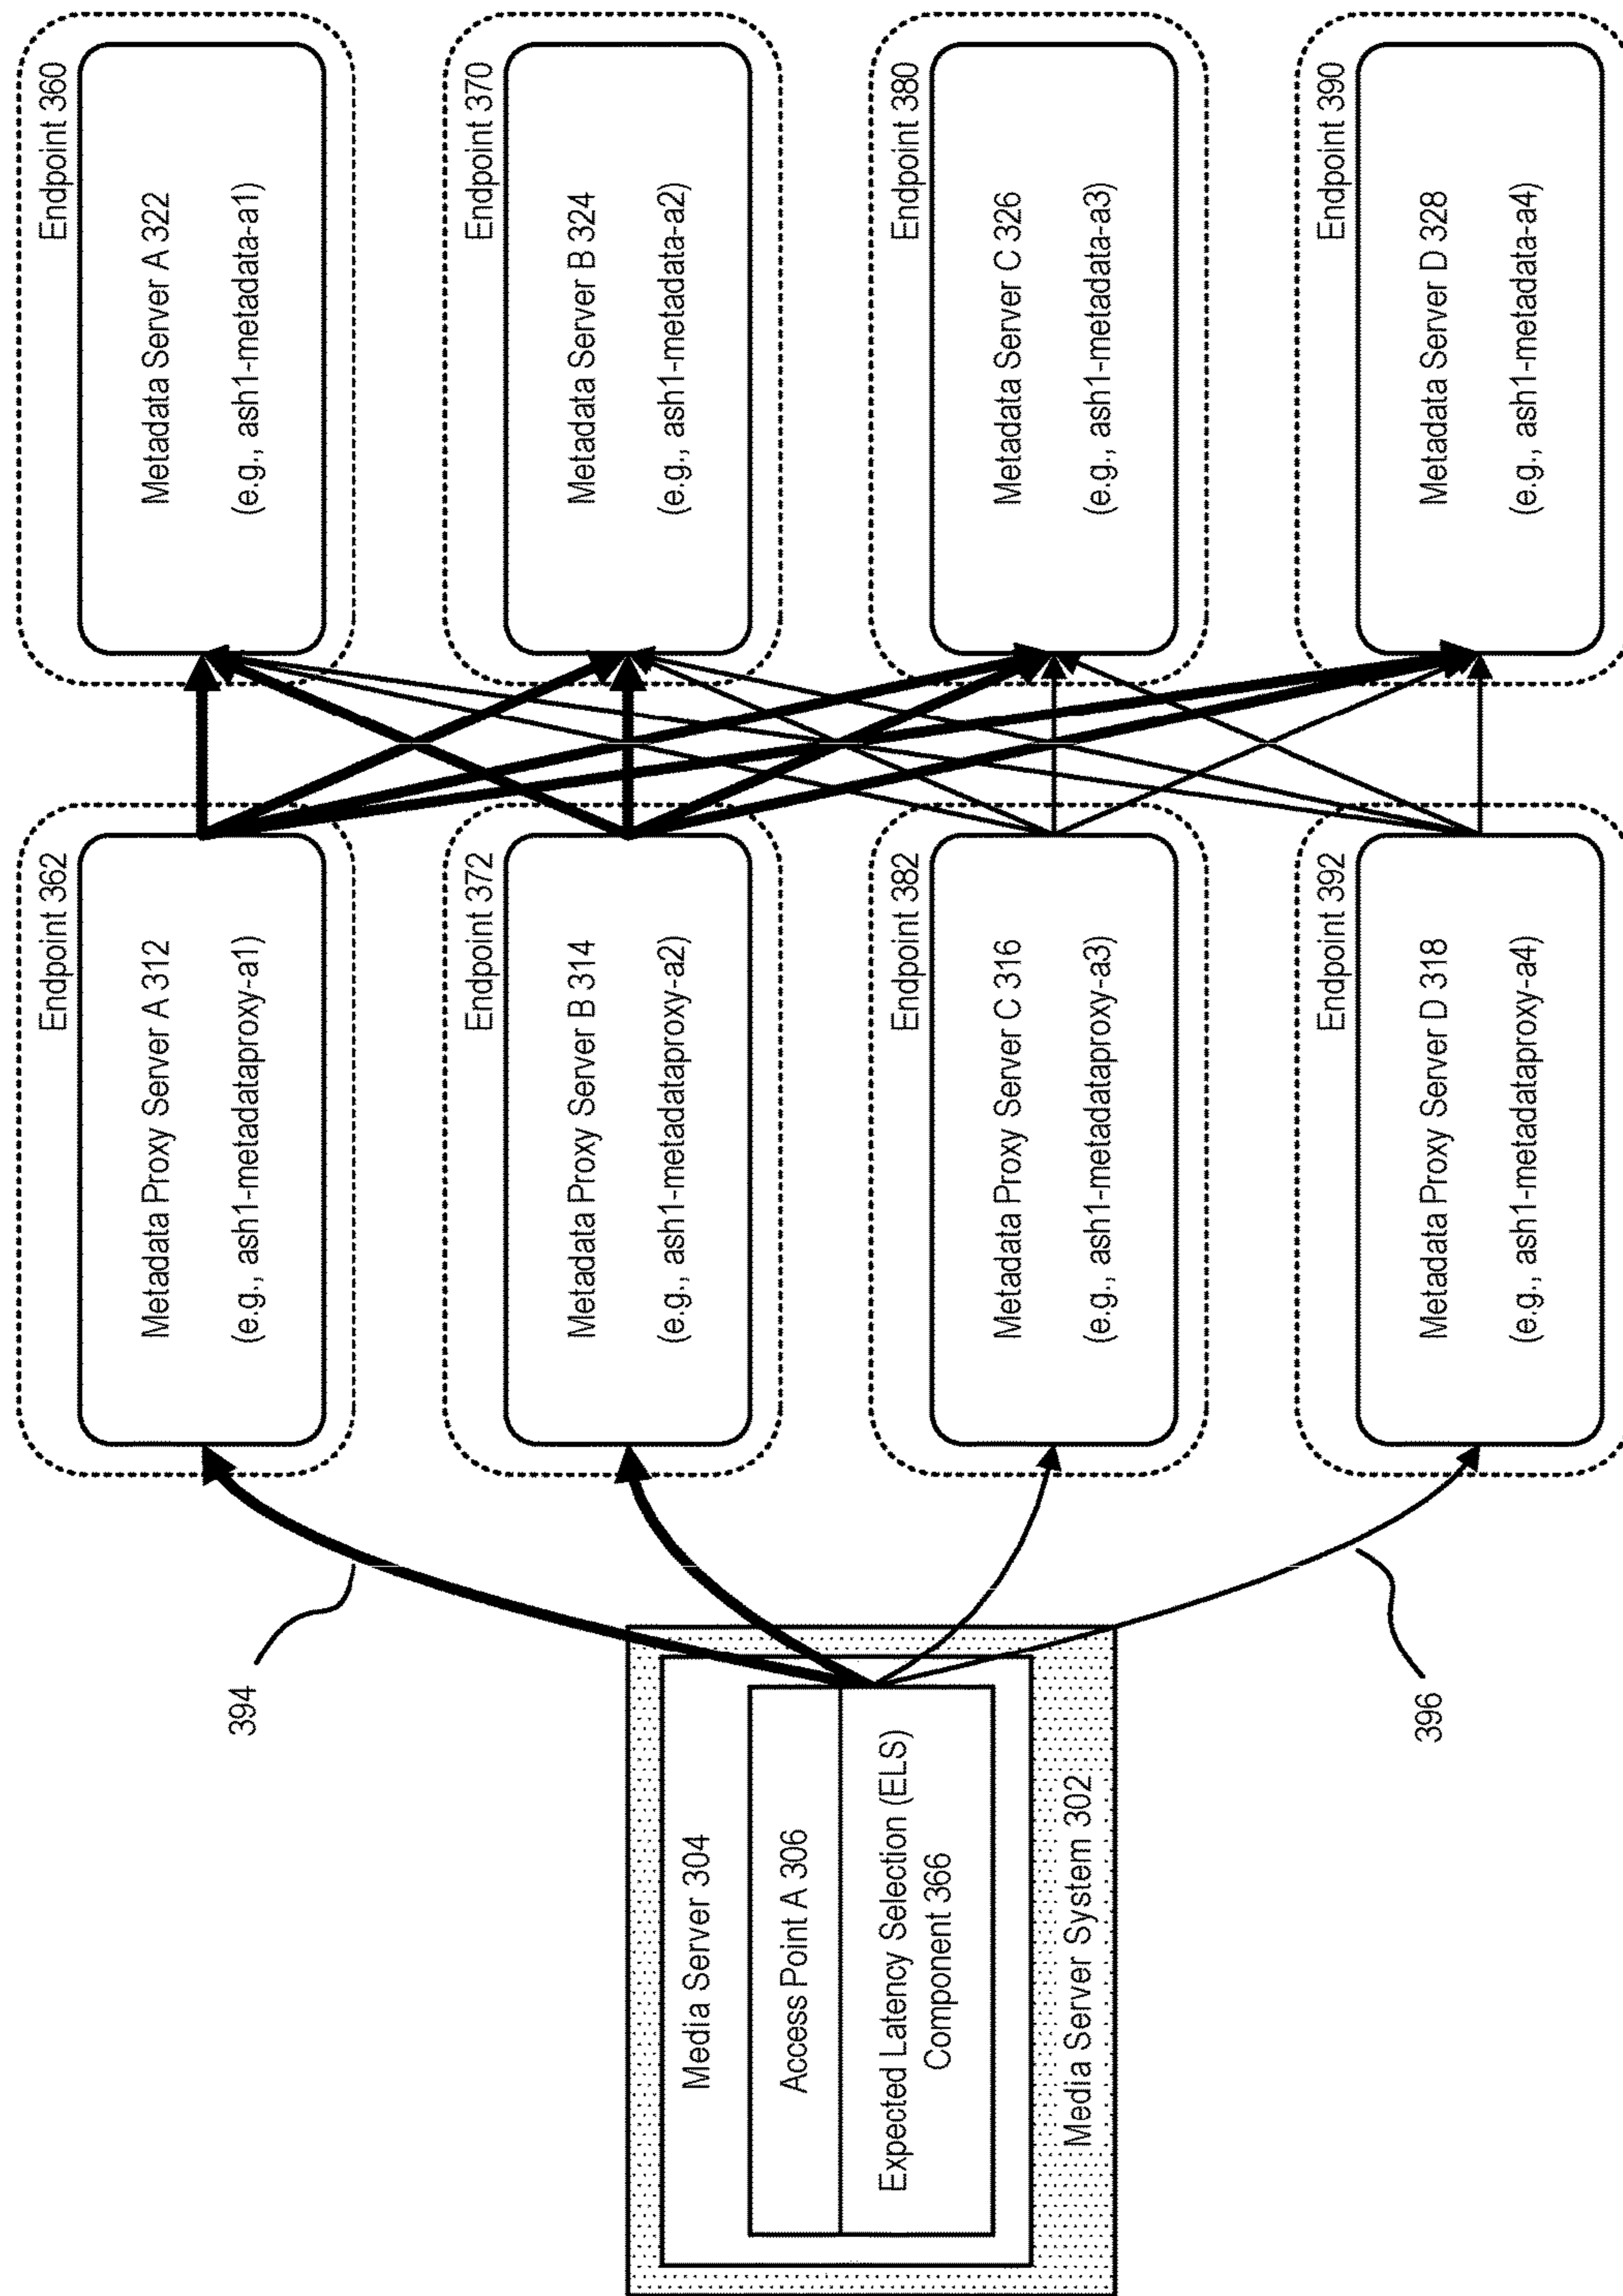 Media Server 304
Access Point A 306
Expected Latency Selection (ELS)
Component 366
Media Server System 302
394
396
Endpoint 362
Metadata Proxy Server A 312
(e.g., ash1-metadataproxy-a1)
Endpoint 372
Metadata Proxy Server B 314
(e.g., ash1-metadataproxy-a2)
Endpoint 382
Metadata Proxy Server C 316
(e.g., ash1-metadataproxy-a3)
Endpoint 392
Metadata Proxy Server D 318
(e.g., ash1-metadataproxy-a4)
Endpoint 360
Metadata Server A 322
(e.g., ash1-metadata-a1)
Endpoint 370
Metadata Server B 324
(e.g., ash1-metadata-a2)
Endpoint 380
Metadata Server C 326
(e.g., ash1-metadata-a3)
Endpoint 390
Metadata Server D 328
(e.g., ash1-metadata-a4)